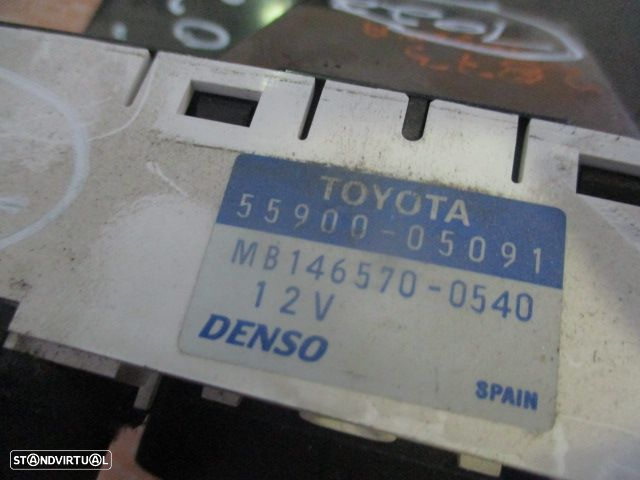 TOYOTA
55900-05091
MB146570-0540
12V
DENSO
SPAIN
STANDVIRTUAL